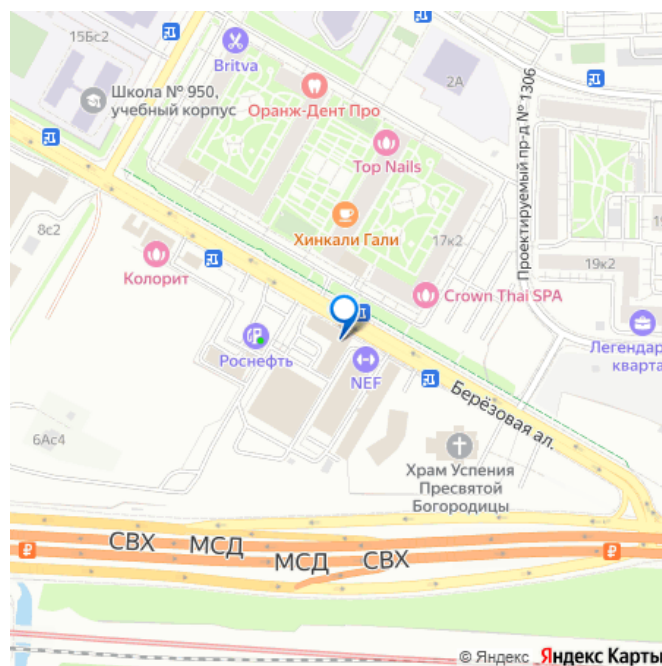 15Бс2
Britva
2А
Школа № 950,
учебный корпус
Оранж-Дент Про
Проектируемый пр-д № 1306
Top Nails
8с2
Хинкали Гали
17к2
Колорит
19к2
Crown Thai SPA
Роснефть
NEF
Легендар
кварта
Берёзовая ал.
6Ас4
Храм Успения
Пресвятой
Богородицы
СВХ МСД
МСД СВХ
© Яндекс Яндекс Карты